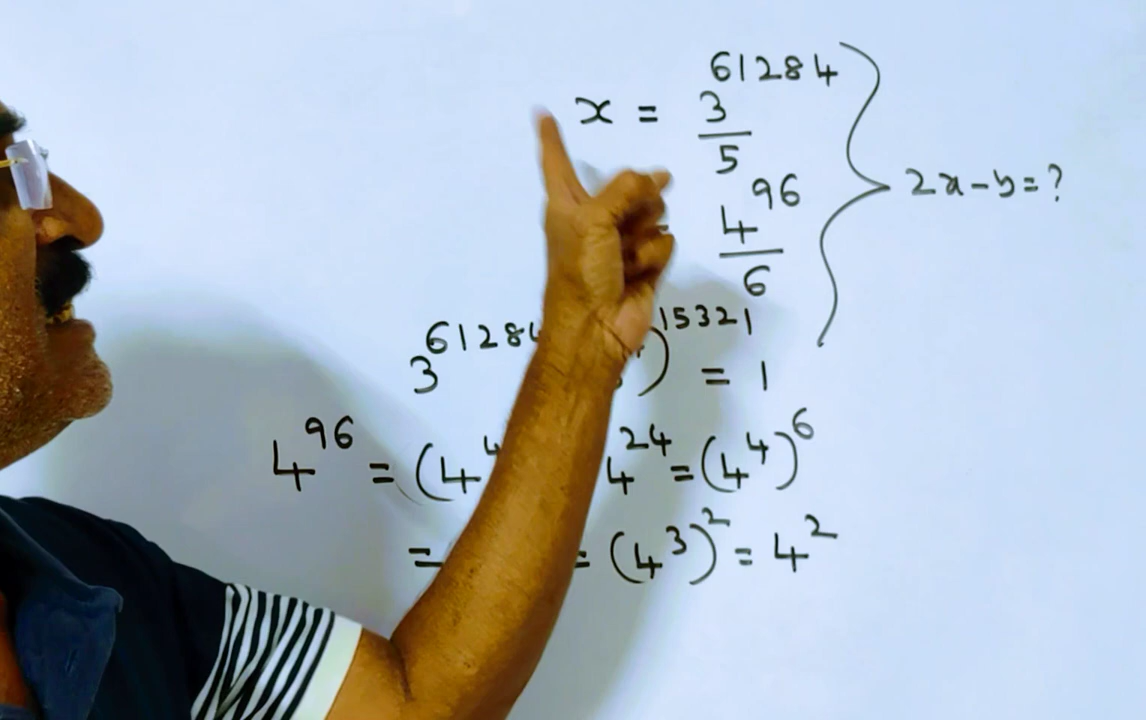 x = 3^61284 / 5
4^96 / 6
} 2x-y=?
3^6128 )^15321 = 1
4^96 = (4^4 4^24 = (4^4)^6
= = (4^3)^2 = 4^2